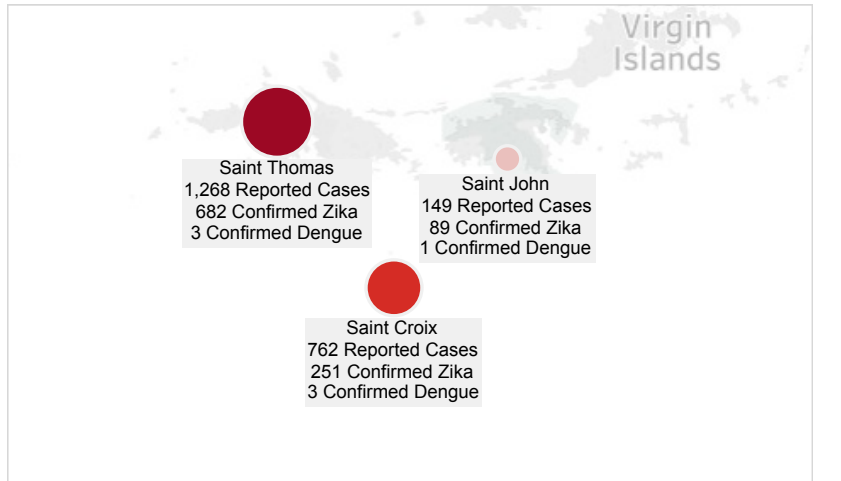 Virgin
Islands
Saint Thomas
1,268 Reported Cases
682 Confirmed Zika
3 Confirmed Dengue
Saint John
149 Reported Cases
89 Confirmed Zika
1 Confirmed Dengue
Saint Croix
762 Reported Cases
251 Confirmed Zika
3 Confirmed Dengue